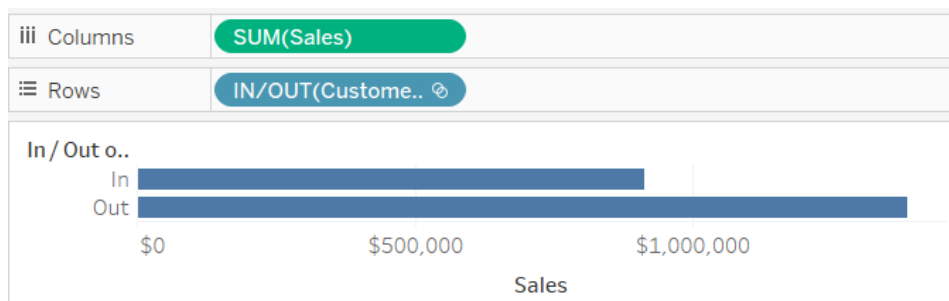 Columns SUM(Sales)
Rows IN/OUT(Custome..
In / Out o..
In
Out
$0 $500,000 $1,000,000
Sales